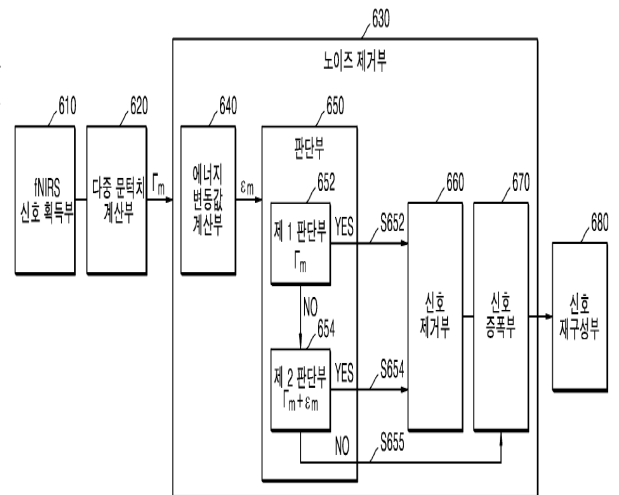 630
노이즈 제거부
610
620
640
650
fNIRS
신호 획득부
다중 문턱치
계산부
Γm
에너지
변동값
계산부
εm
판단부
652
제 1 판단부
Γm
YES
S652
NO
654
제 2 판단부
Γm+εm
YES
S654
NO
S655
660
신호
제거부
670
신호
증폭부
680
신호
재구성부